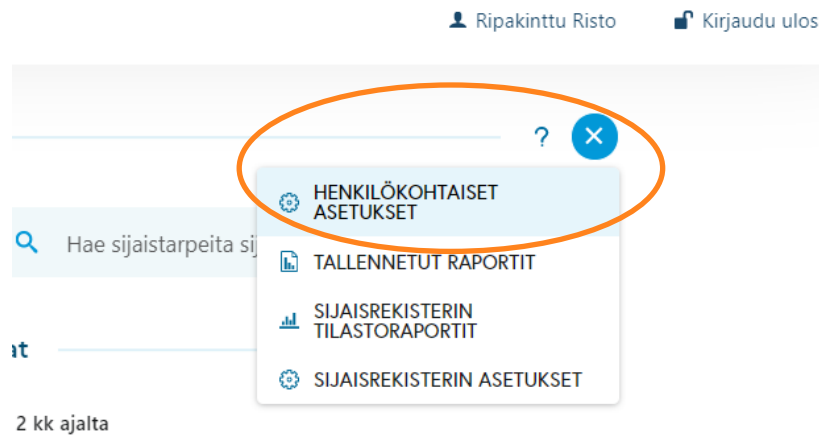 Ripakinttu Risto Kirjaudu ulos
?
HENKILÖKOHTAISET
ASETUKSET
Hae sijaistarpeita sij
TALLENNETUT RAPORTIT
SIJAISREKISTERIN
TILASTORAPORTIT
at
SIJAISREKISTERIN ASETUKSET
2 kk ajalta